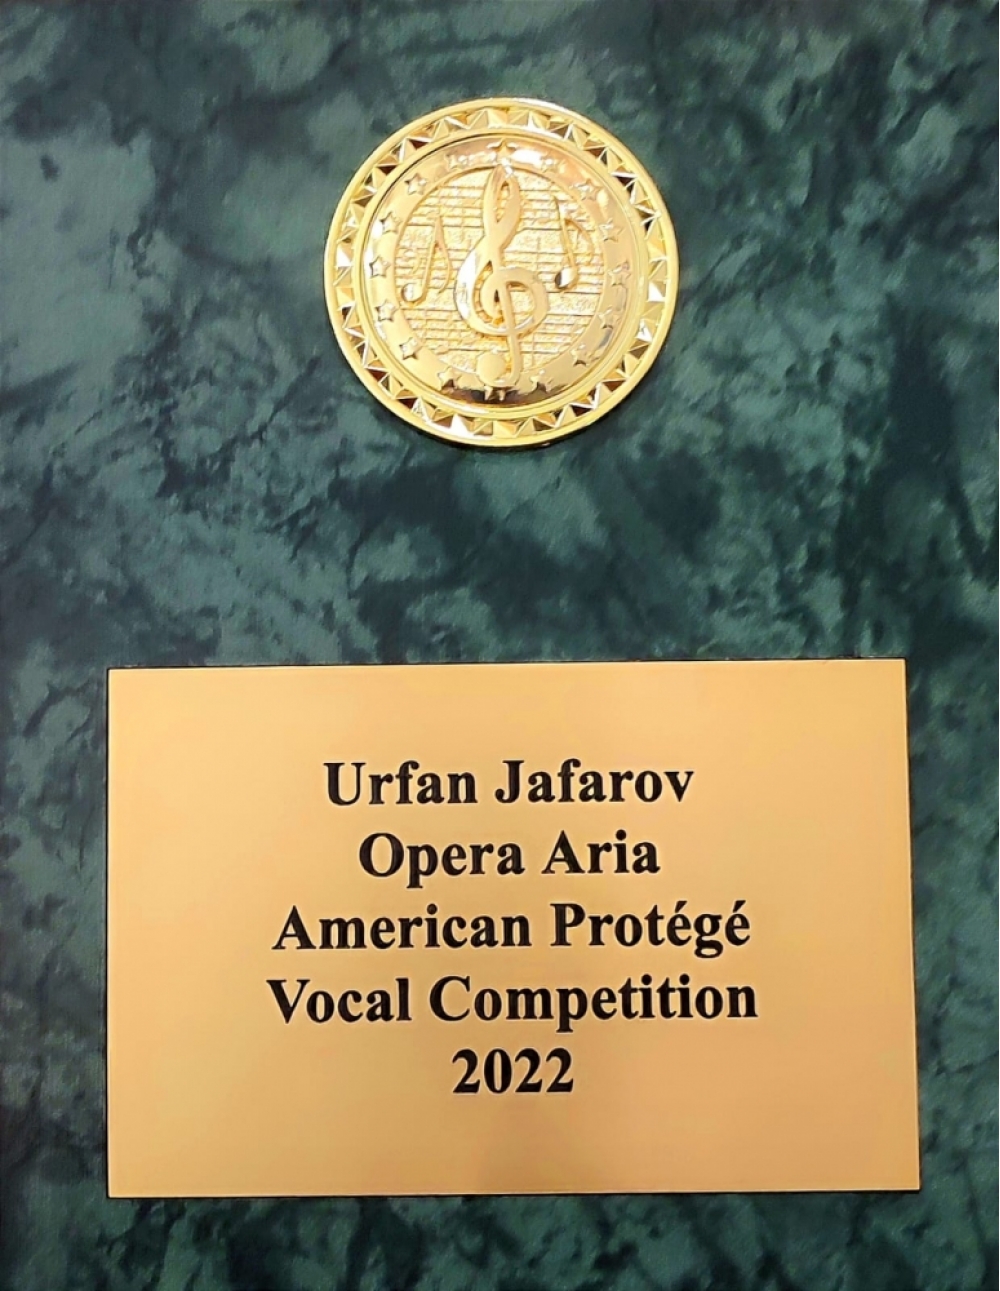 Urfan Jafarov
Opera Aria
American Protégé
Vocal Competition
2022